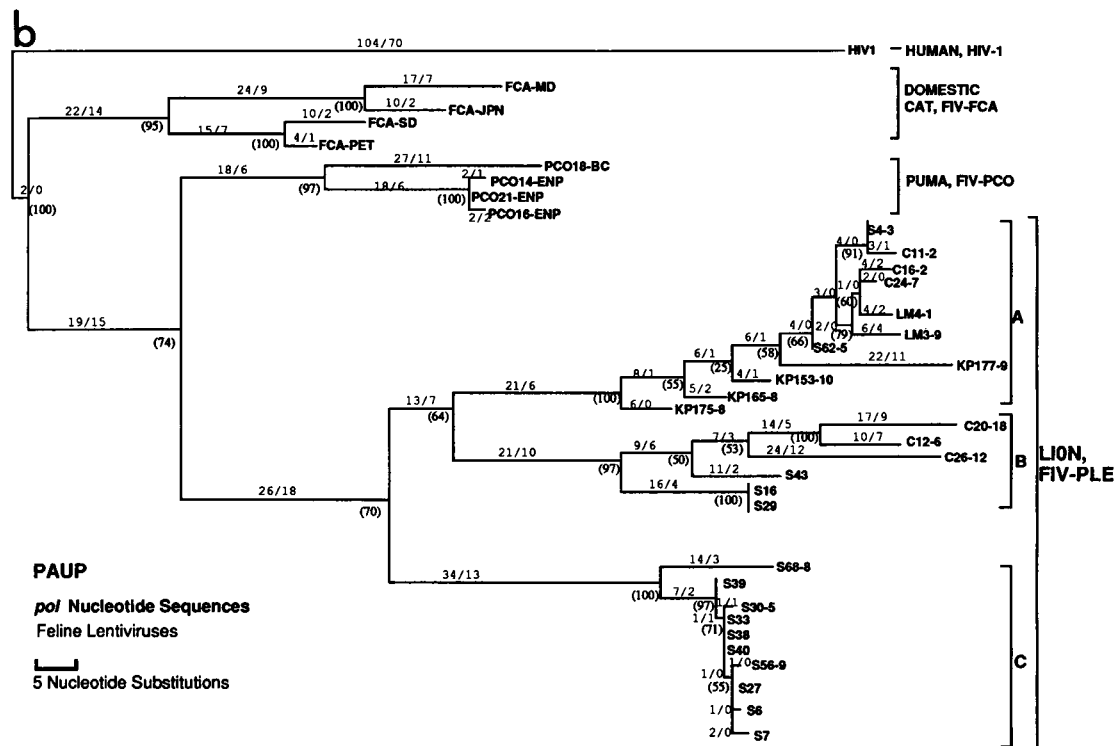 b
104/70
HIV1
HUMAN, HIV-1
17/7
FCA-MD
24/9
DOMESTIC
CAT, FIV-FCA
(100)
10/2
FCA-JPN
22/14
(95)
10/2
FCA-SD
15/7
(100)
4/1
FCA-PET
27/11
PCO18-BC
18/6
(97)
2/1
PCO14-ENP
PUMA, FIV-PCO
18/6
(100)
PCO21-ENP
2/0
(100)
2/2
PCO16-ENP
S4-3
4/0
(91)
3/1
C11-2
4/2
C16-2
2/0
C24-7
1/0
3/0
(60)
4/2
LM4-1
A
19/15
(74)
4/0
2/0
(79)
6/4
LM3-9
(66)
S62-5
6/1
(58)
22/11
KP177-9
6/1
(25)
4/1
KP153-10
8/1
(55)
5/2
KP165-8
21/6
(100)
6/0
KP175-8
13/7
(64)
17/9
C20-18
14/5
(100)
10/7
C12-6
7/3
(53)
24/12
C26-12
9/6
(50)
B
LION,
FIV-PLE
21/10
(97)
11/2
S43
16/4
(100)
S16
S29
26/18
(70)
14/3
S68-8
34/13
(100)
S39
7/2
(97)
1/1
S30-5
1/1
(71)
S33
S38
S40
1/0
S56-9
C
1/0
(55)
S27
1/0
S6
2/0
S7
PAUP
pol Nucleotide Sequences
Feline Lentiviruses
5 Nucleotide Substitutions